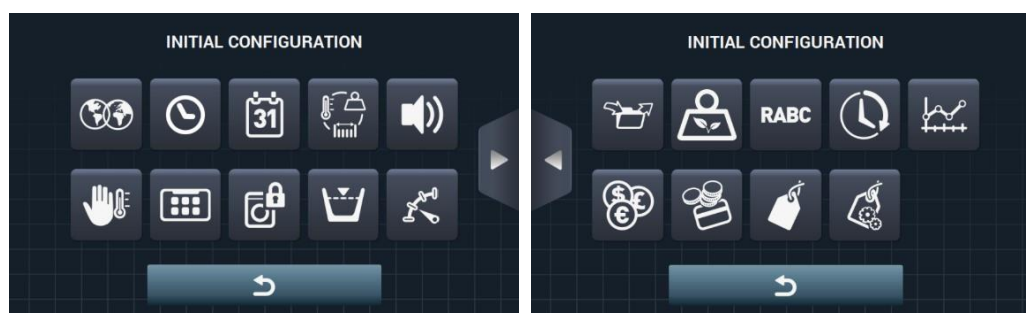 INITIAL CONFIGURATION
31
INITIAL CONFIGURATION
RABC
$ £ €